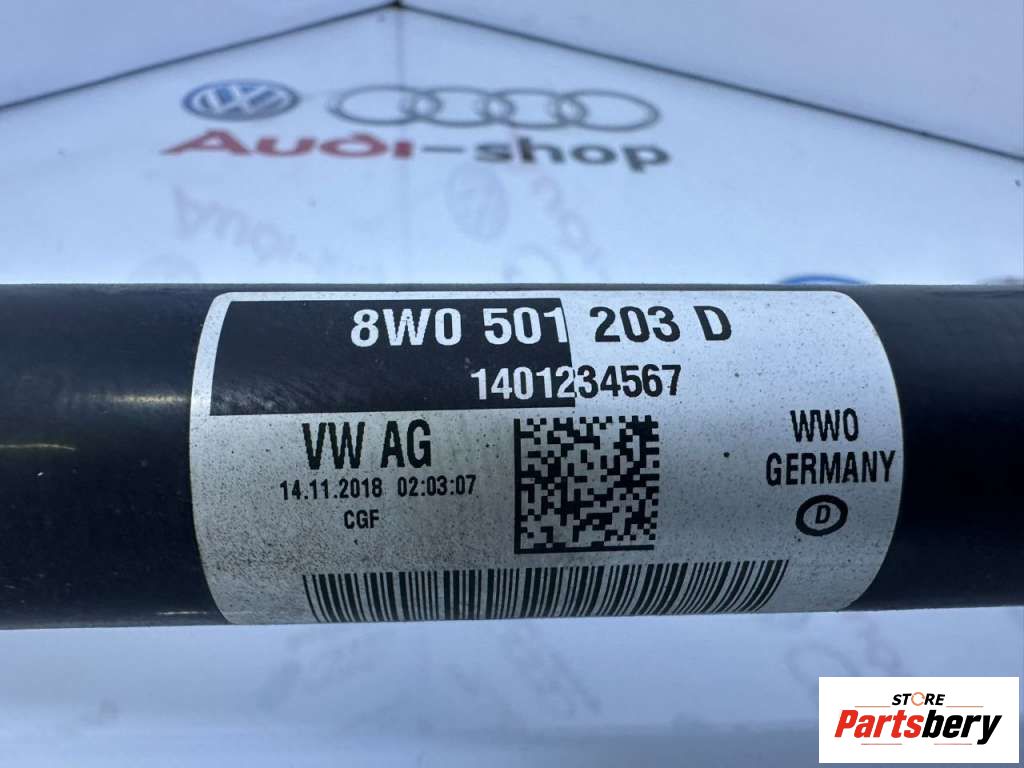 Audi-shop
8W0 501 203 D
1401234567
VW AG
14.11.2018 02:03:07
CGF
WWO
GERMANY
D
STORE
Partsbery